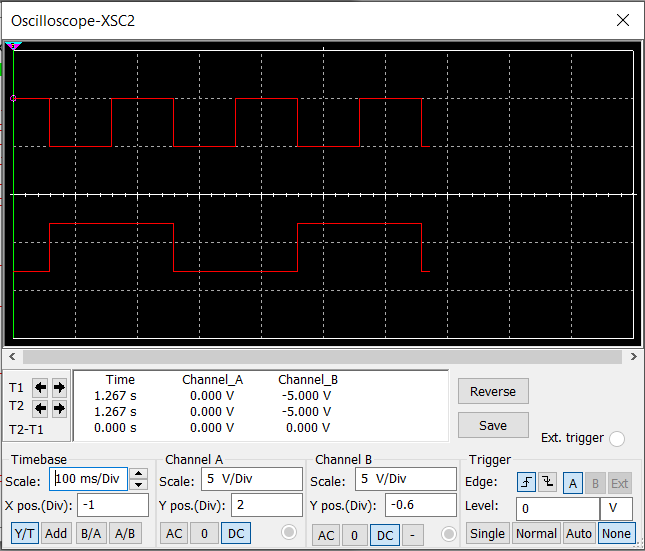 Oscilloscope-XSC2
Time Channel_A Channel_B
T1 1.267 s 0.000 V -5.000 V
T2 1.267 s 0.000 V -5.000 V
T2-T1 0.000 s 0.000 V 0.000 V
Reverse
Save
Ext. trigger
Timebase
Scale: 100 ms/Div
X pos.(Div): -1
Y/T Add B/A A/B
Channel A
Scale: 5 V/Div
Y pos.(Div): 2
AC 0 DC
Channel B
Scale: 5 V/Div
Y pos.(Div): -0.6
AC 0 DC -
Trigger
Edge: A B Ext
Level: 0 V
Single Normal Auto None